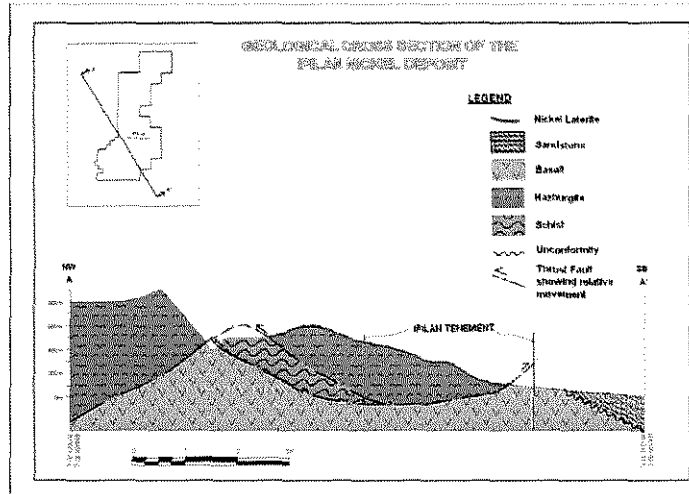 GEOLOGICAL CROSS SECTION OF THE
IPILAN NICKEL DEPOSIT
LEGEND
Nickel Laterite
Sandstone
Basalt
Harzburgite
Schist
Unconformity
Thrust Fault
showing relative
movement
NW
A
SE
A'
IPILAN TENEMENT